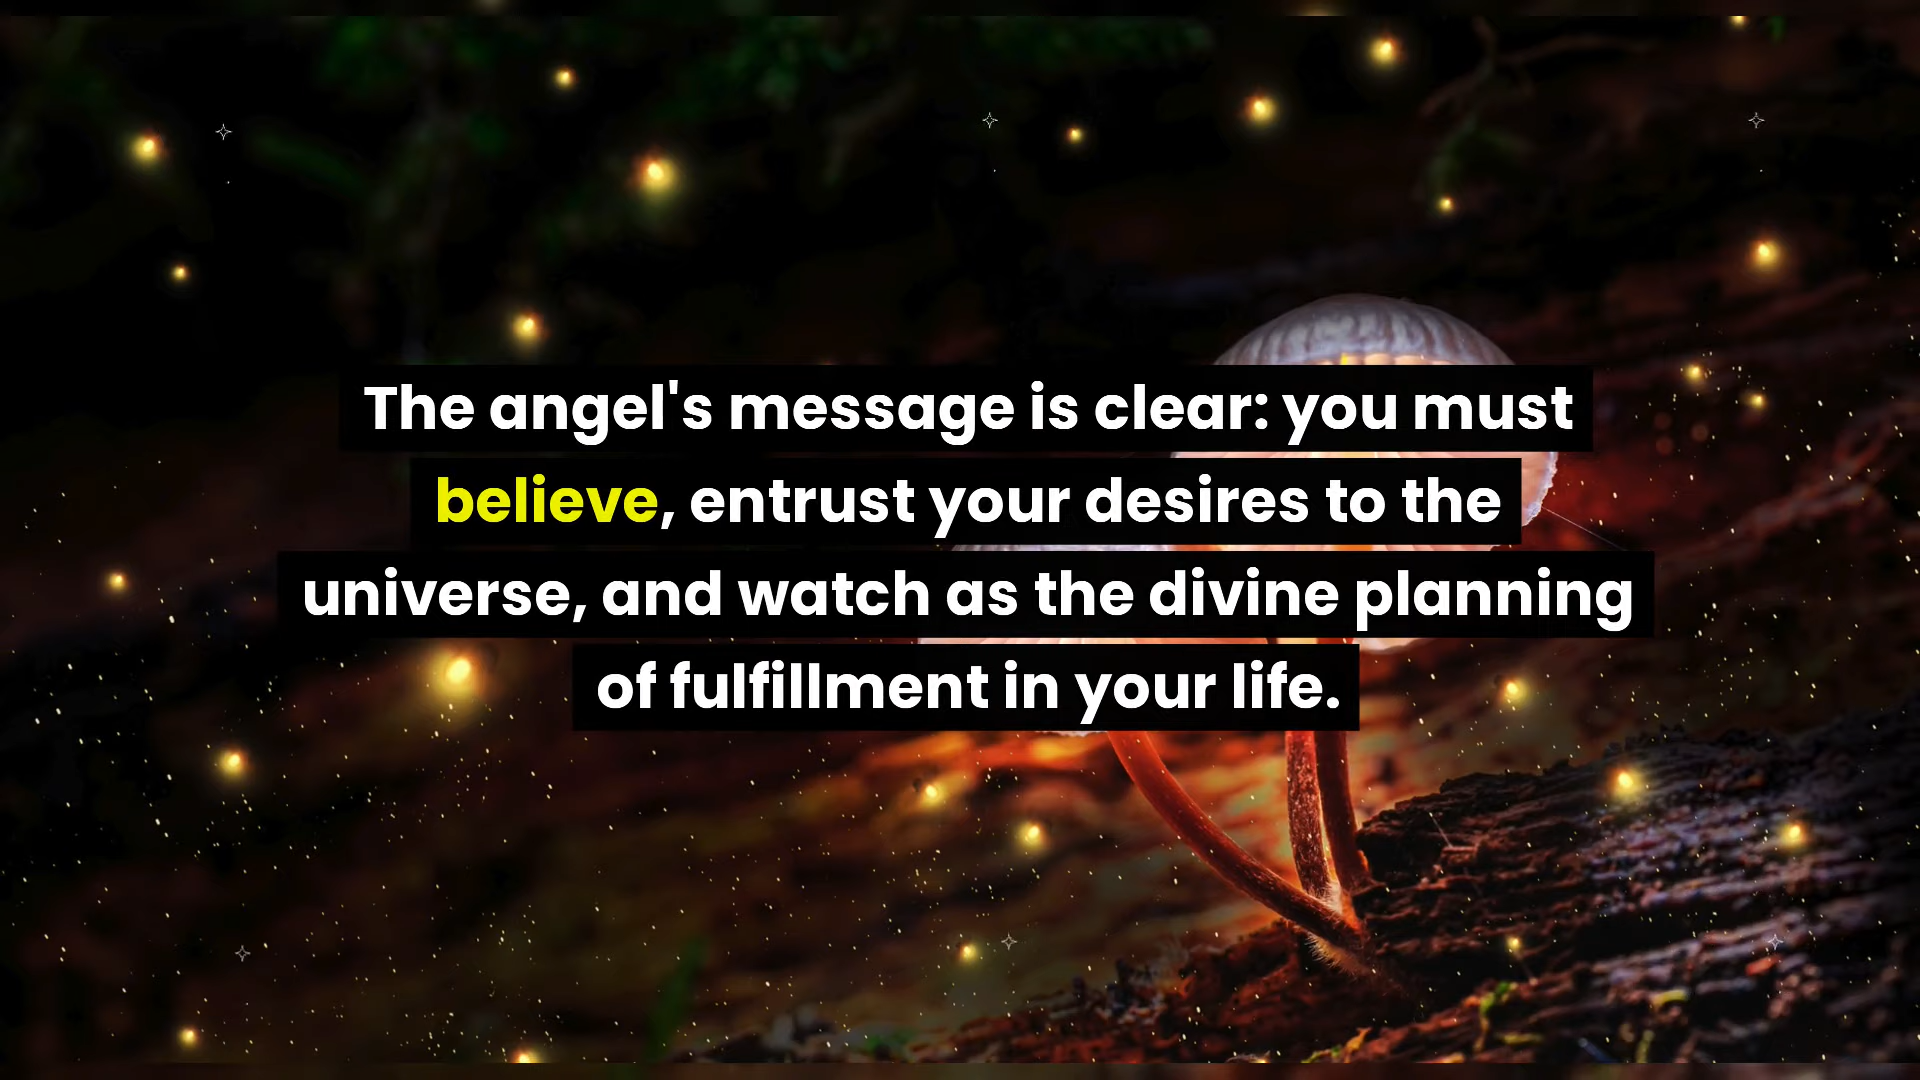 The angel's message is clear: you must
believe, entrust your desires to the
universe, and watch as the divine planning
of fulfillment in your life.